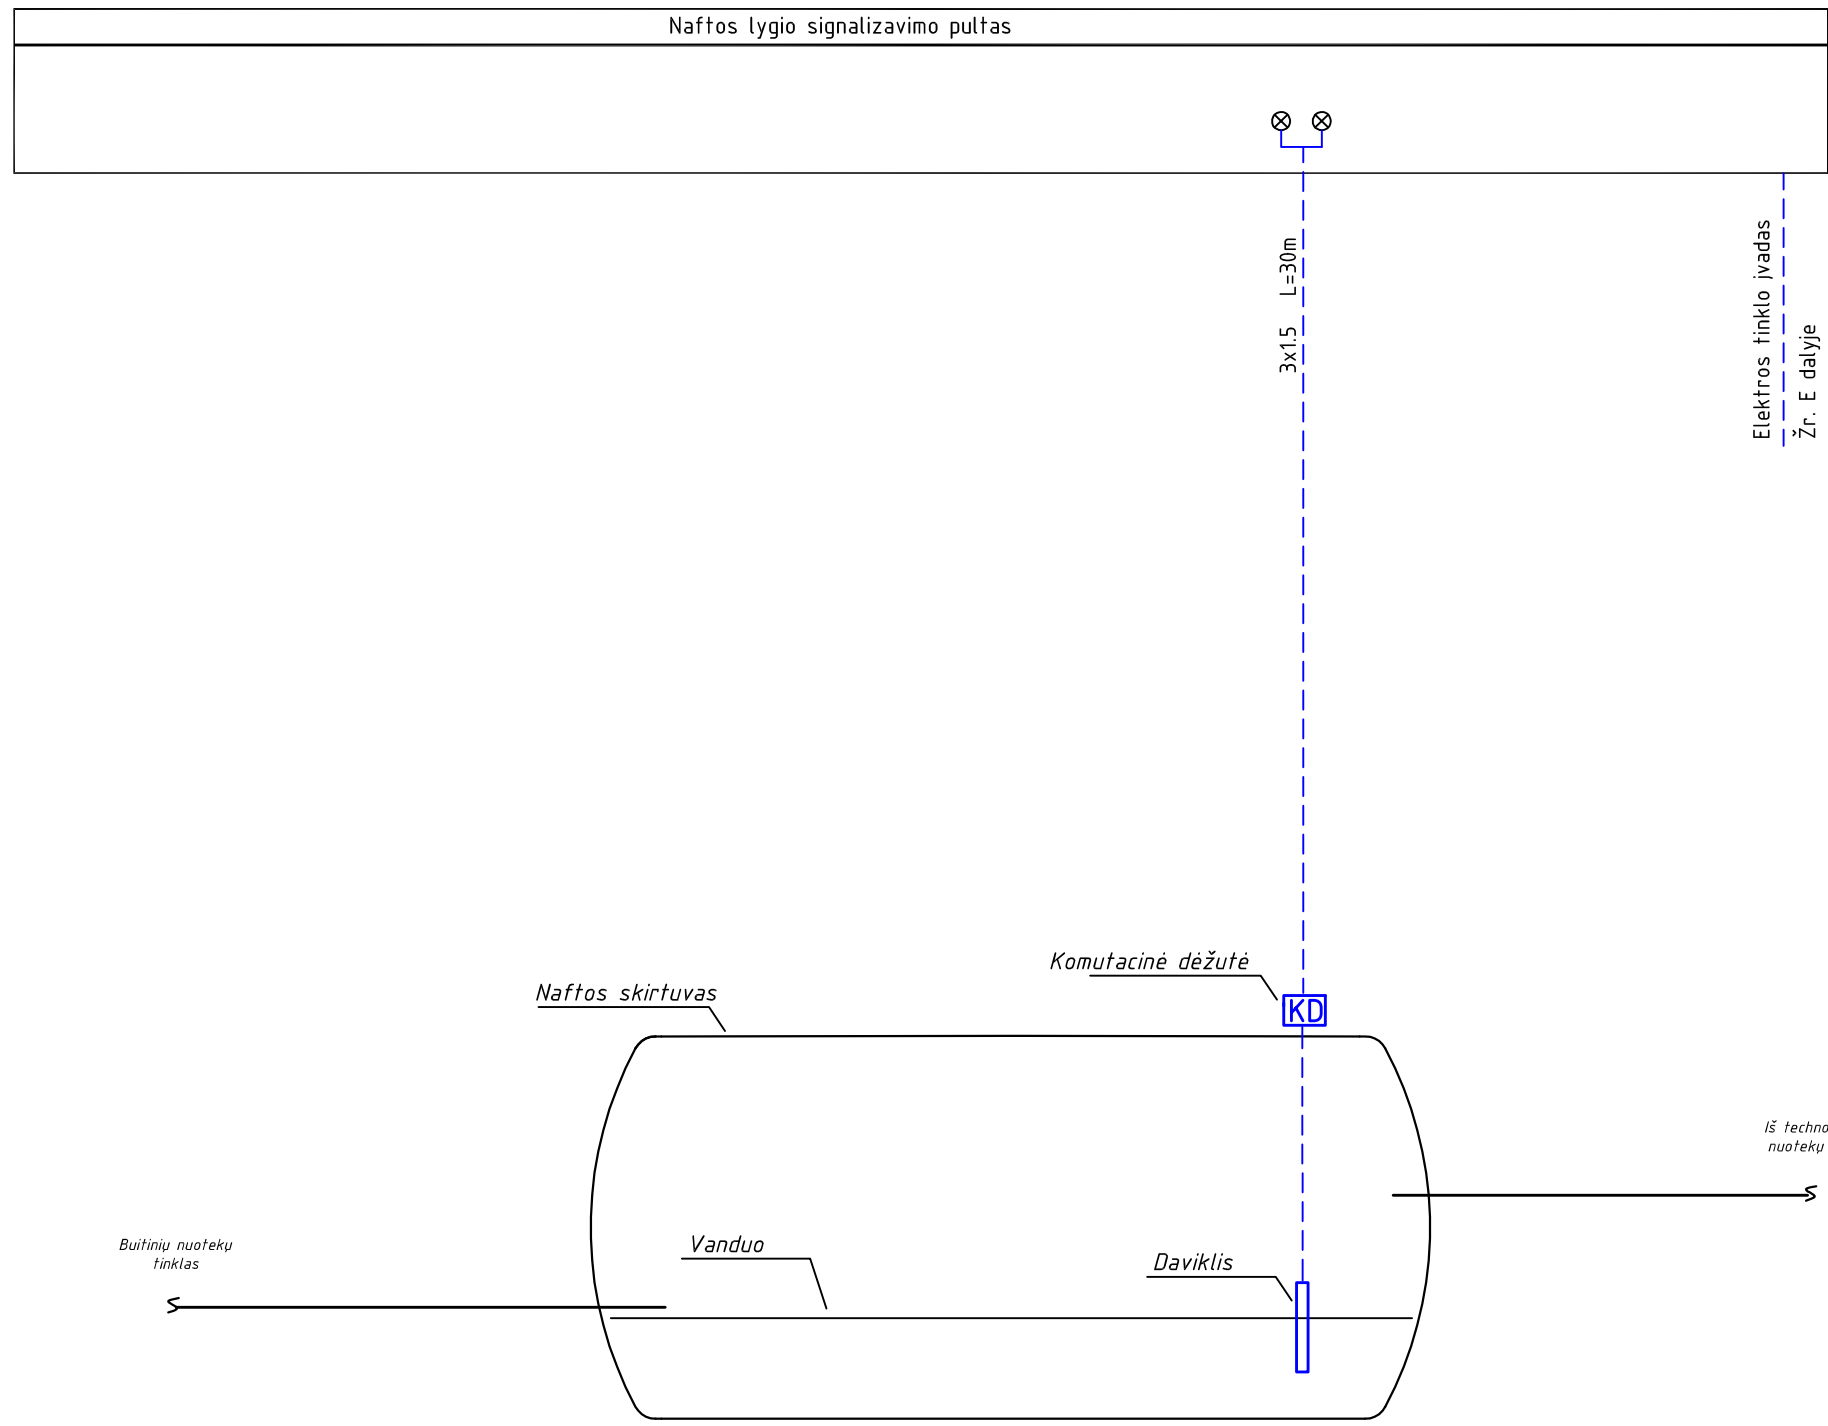 Naftos lygio signalizavimo pultas
3x1.5 L=30m
Elektros tinklo įvadas
Žr. E dalyje
Komutacinė dėžutė
Naftos skirtuvas
KD
Iš techno
nuotekų
Buitinių nuotekų
tinklas
Vanduo
Daviklis